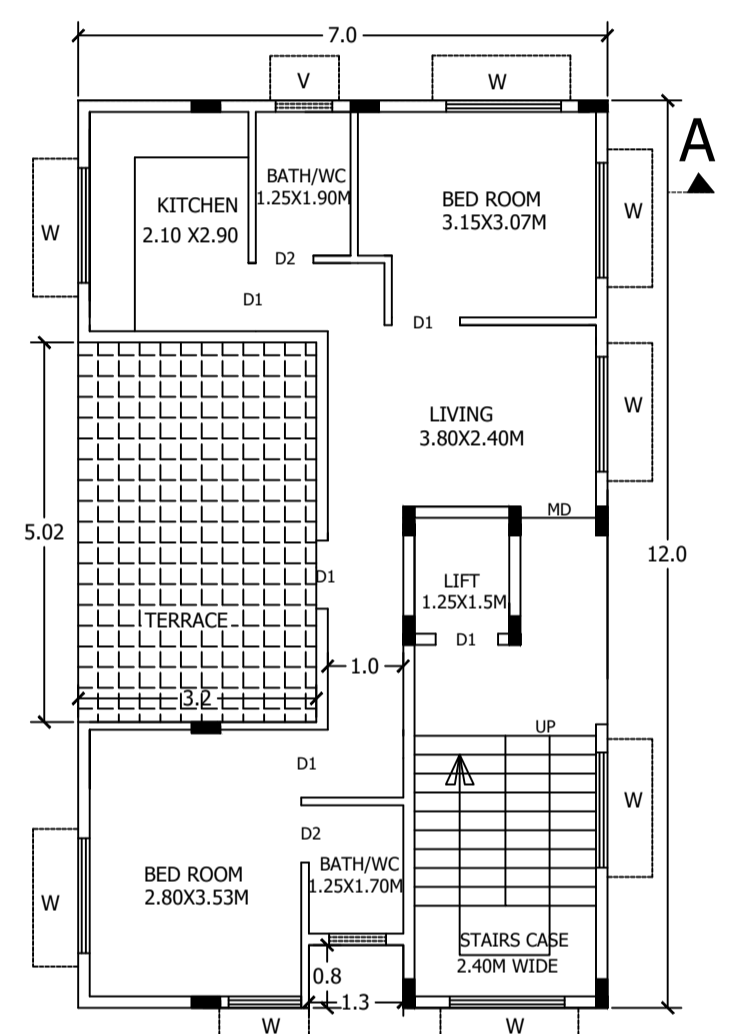 7.0
V
W
A
W
KITCHEN
2.10 X2.90
BATH/WC
1.25X1.90M
BED ROOM
3.15X3.07M
W
D2
D1
D1
LIVING
3.80X2.40M
W
5.02
MD
12.0
D1
LIFT
1.25X1.5M
TERRACE
D1
1.0
3.2
UP
D1
D2
W
BED ROOM
2.80X3.53M
BATH/WC
1.25X1.70M
W
STAIRS CASE
2.40M WIDE
0.8
1.3
W
W